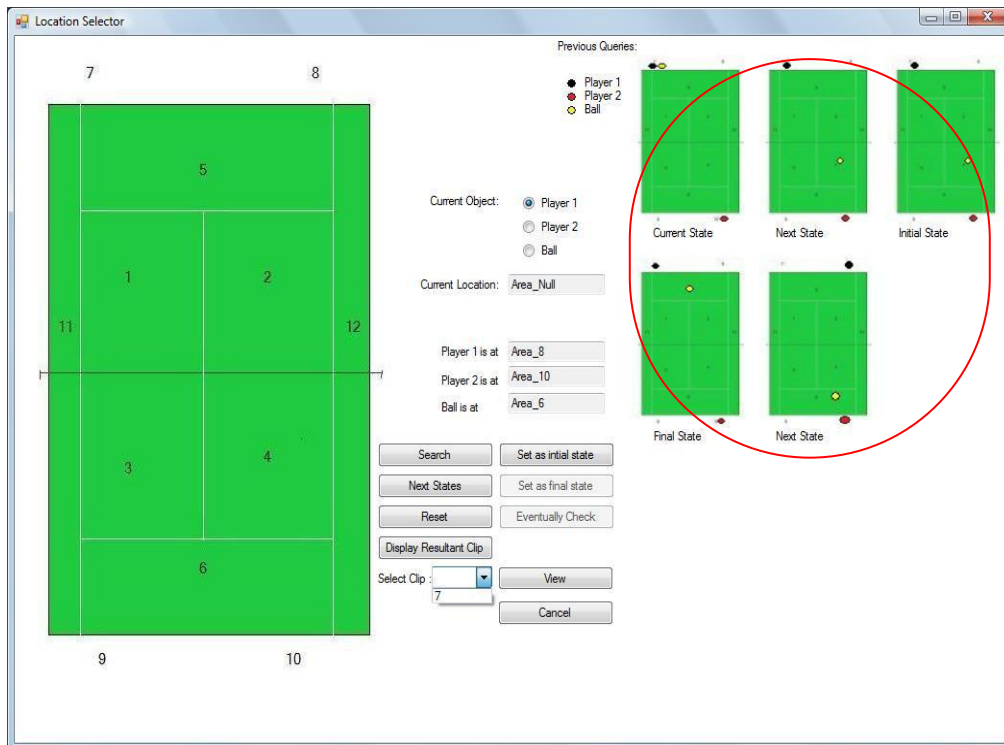 Location Selector
7
8
5
1
2
11
12
3
4
6
9
10
Previous Queries:
Player 1
Player 2
Ball
Current Object:
Player 1
Player 2
Ball
Current Location:
Area_Null
Player 1 is at
Area_8
Player 2 is at
Area_10
Ball is at
Area_6
Search
Set as intial state
Next States
Set as final state
Reset
Eventually Check
Display Resultant Clip
Select Clip :
View
7
Cancel
Current State
Next State
Initial State
Final State
Next State